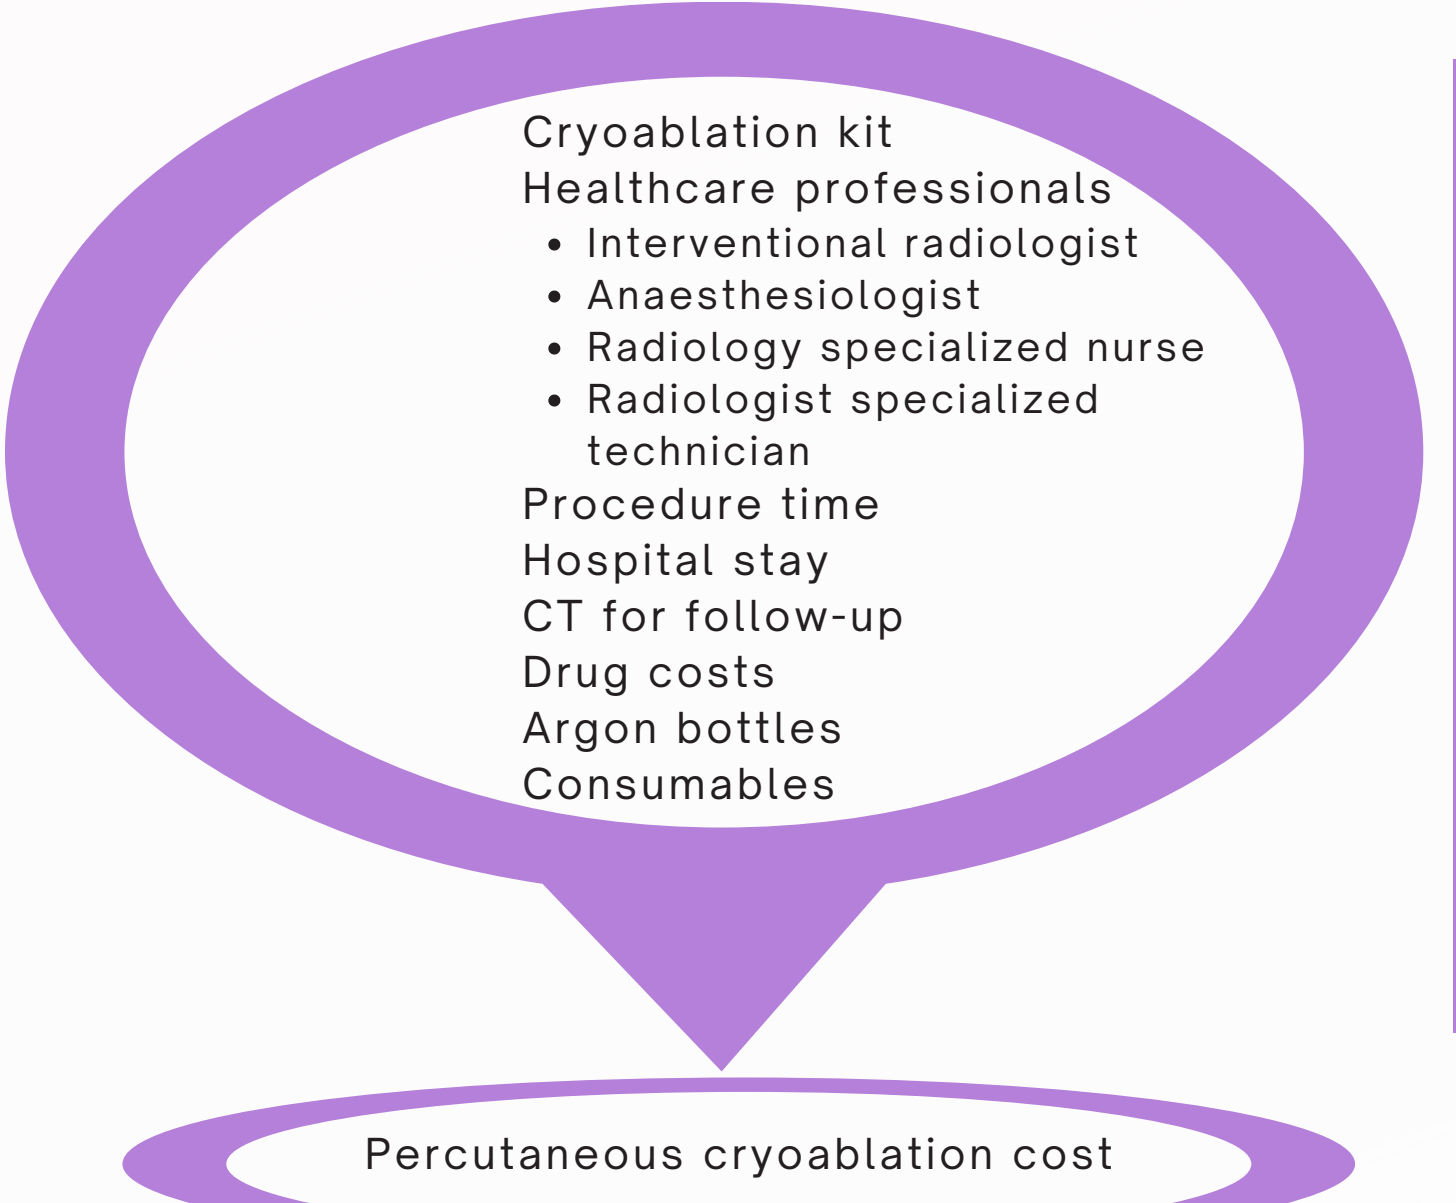 Cryoablation kit
Healthcare professionals
• Interventional radiologist
• Anaesthesiologist
• Radiology specialized nurse
• Radiologist specialized
technician
Procedure time
Hospital stay
CT for follow-up
Drug costs
Argon bottles
Consumables
Percutaneous cryoablation cost